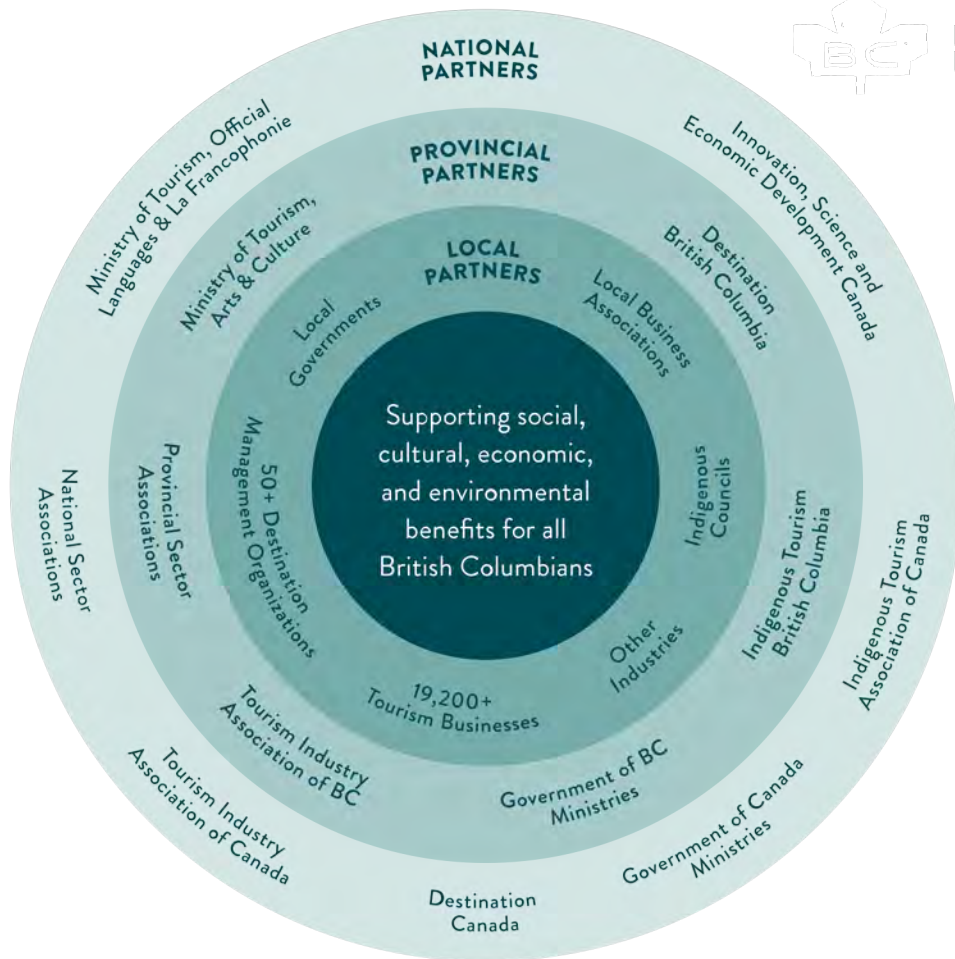 BC
NATIONAL
PARTNERS
Ministry of Tourism, Official
Languages & La Francophonie
Innovation, Science and
Economic Development Canada
National Sector
Associations
Indigenous Tourism
Association of Canada
Tourism Industry
Association of Canada
Government of Canada
Ministries
Destination
Canada
PROVINCIAL
PARTNERS
Ministry of Tourism,
Arts & Culture
Destination
British Columbia
Provincial Sector
Associations
Indigenous Tourism
British Columbia
Tourism Industry
Association of BC
Government of BC
Ministries
LOCAL
PARTNERS
Local
Governments
Local Business
Associations
50+ Destination
Management Organizations
Indigenous
Councils
19,200+
Tourism Businesses
Other
Industries
Supporting social,
cultural, economic,
and environmental
benefits for all
British Columbians